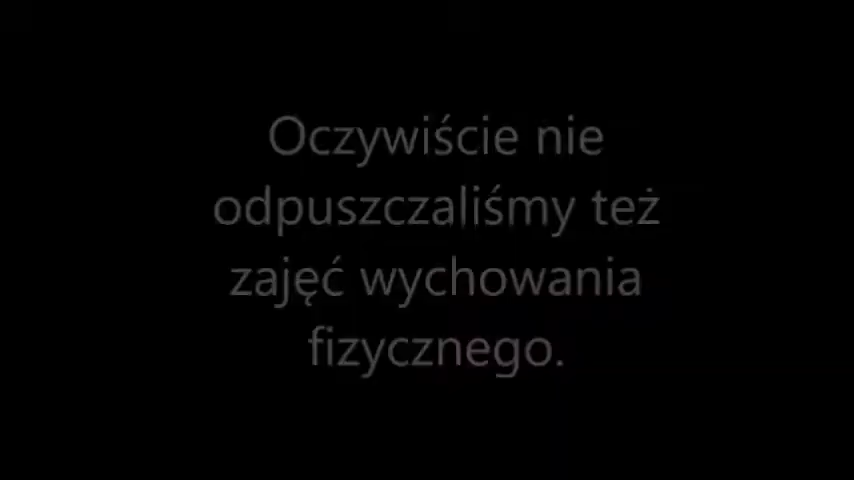 Oczywiście nie
odpuszczaliśmy też
zajęć wychowania
fizycznego.